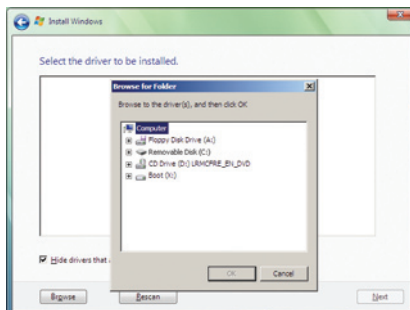 Install Windows
Select the driver to be installed.
Browse for Folder
Browse to the driver(s), and then click OK
Computer
Floppy Disk Drive (A:)
Removable Disk (C:)
CD Drive (D:) LRMCFRE_EN_DVD
Boot (X:)
Hide drivers that
OK
Cancel
Browse
Rescan
Next